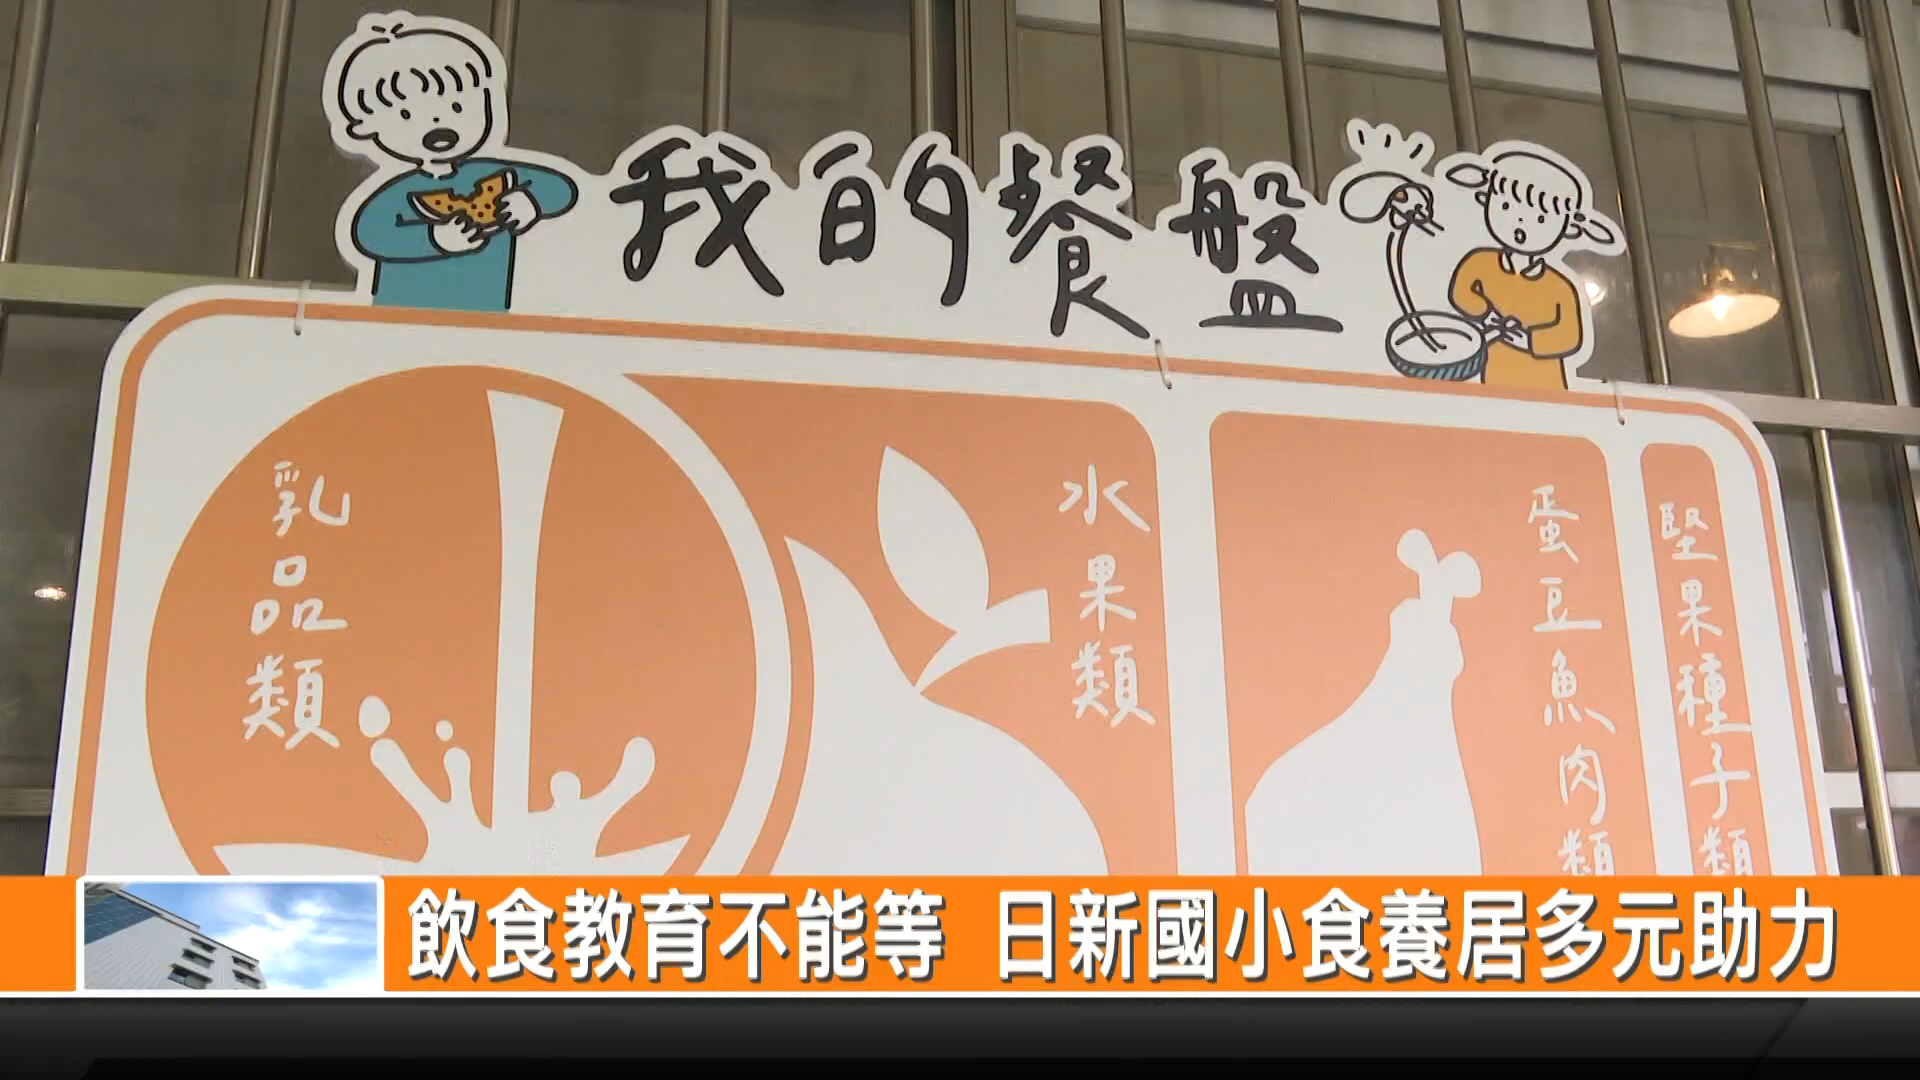 我的餐盤
乳品類
水果類
蛋豆魚肉類
堅果種子類
飲食教育不能等 日新國小食養居多元助力